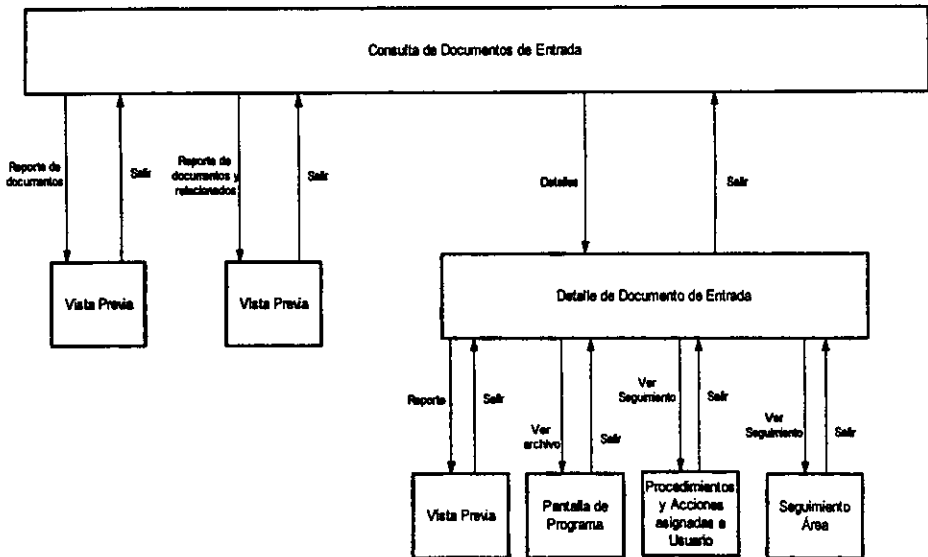 Consulta de Documentos de Entrada
Reporte de
documentos
Salir
Reporte de
documentos y
relacionados
Salir
Detalles
Salir
Vista Previa
Vista Previa
Detalle de Documento de Entrada
Reporte
Salir
Ver
archivo
Salir
Ver
Seguimiento
Salir
Ver
Seguimiento
Salir
Vista Previa
Pantalla de
Programa
Procedimientos
y Acciones
asignadas a
Usuario
Seguimiento
Área